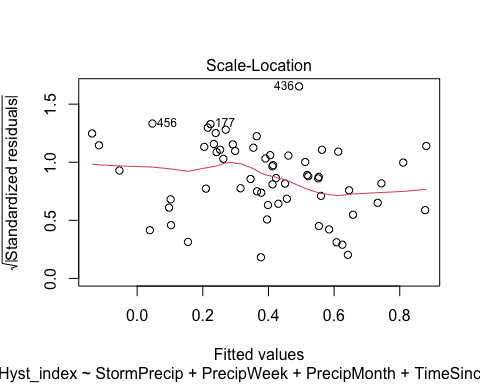 Scale-Location
√|Standardized residuals|
1.5
1.0
0.5
0.0
436
456
177
0.0 0.2 0.4 0.6 0.8
Fitted values
Hyst_index ~ StormPrecip + PrecipWeek + PrecipMonth + TimeSinc